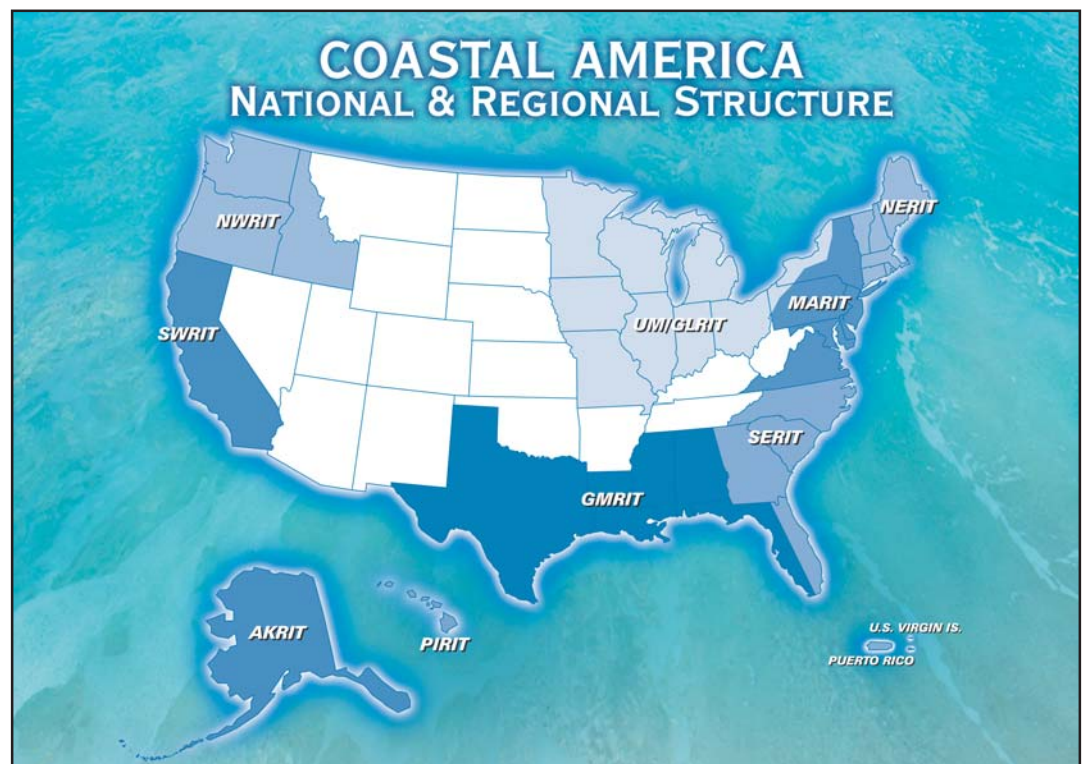 COASTAL AMERICA
NATIONAL & REGIONAL STRUCTURE
NWRIT
NERIT
MARIT
SWRIT
UM/GLRIT
SERIT
GMRIT
AKRIT
PIRIT
U.S. VIRGIN IS.
PUERTO RICO